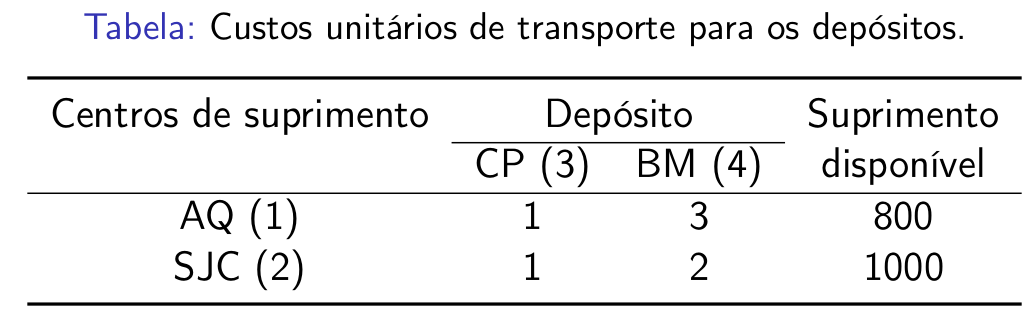 Tabela: Custos unitários de transporte para os depósitos.
Centros de suprimento Depósito Suprimento
CP (3) BM (4) disponível
AQ (1) 1 3 800
SJC (2) 1 2 1000